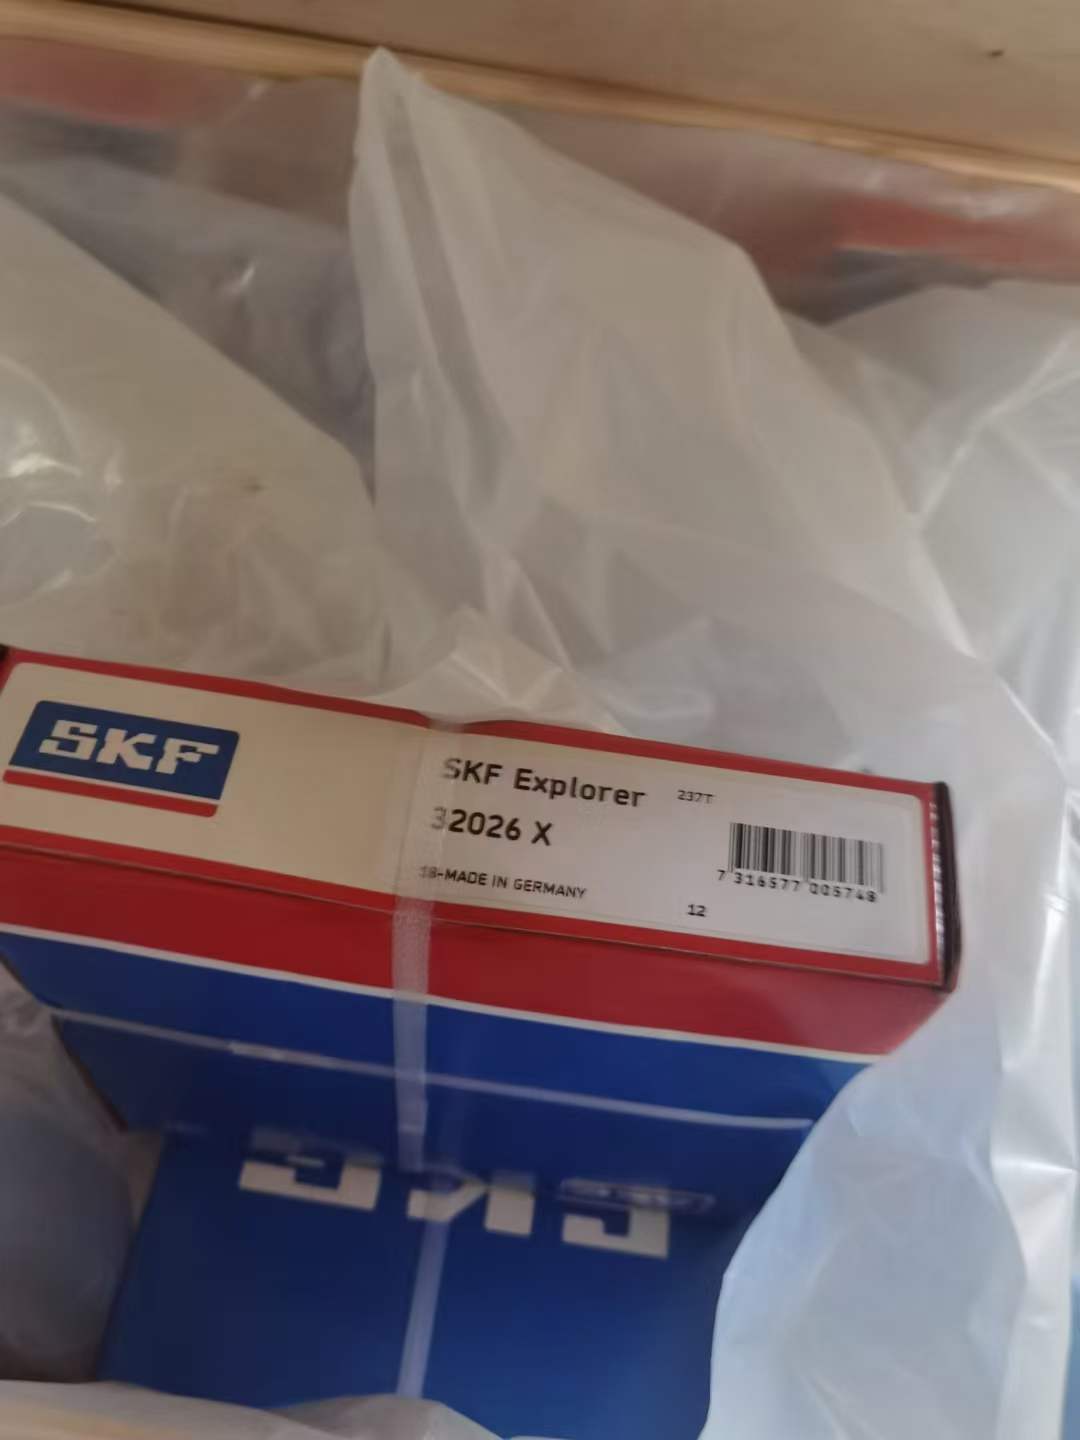 SKF
SKF Explorer
237T
32026 X
7 316577 005748
18-MADE IN GERMANY
12
SKF